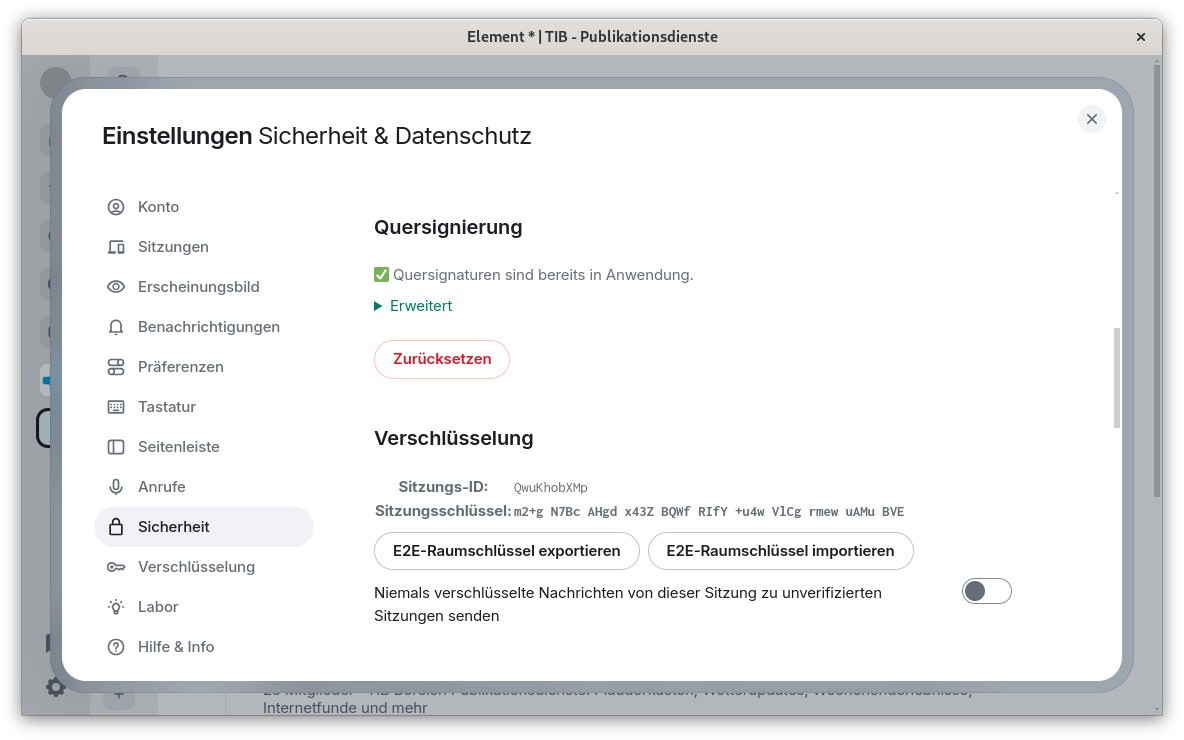 Element * | TIB - Publikationsdienste
Einstellungen Sicherheit & Datenschutz
Konto
Sitzungen
Erscheinungsbild
Benachrichtigungen
Präferenzen
Tastatur
Seitenleiste
Anrufe
Sicherheit
Verschlüsselung
Labor
Hilfe & Info
Quersignierung
Quersignaturen sind bereits in Anwendung.
Erweitert
Zurücksetzen
Verschlüsselung
Sitzungs-ID: QwuKhobXMp
Sitzungsschlüssel: m2+g N7Bc AHgd x43Z BQWf RIfY +u4w VlCg rmew uAMu BVE
E2E-Raumschlüssel exportieren E2E-Raumschlüssel importieren
Niemals verschlüsselte Nachrichten von dieser Sitzung zu unverifizierten
Sitzungen senden
Internetfunde und mehr